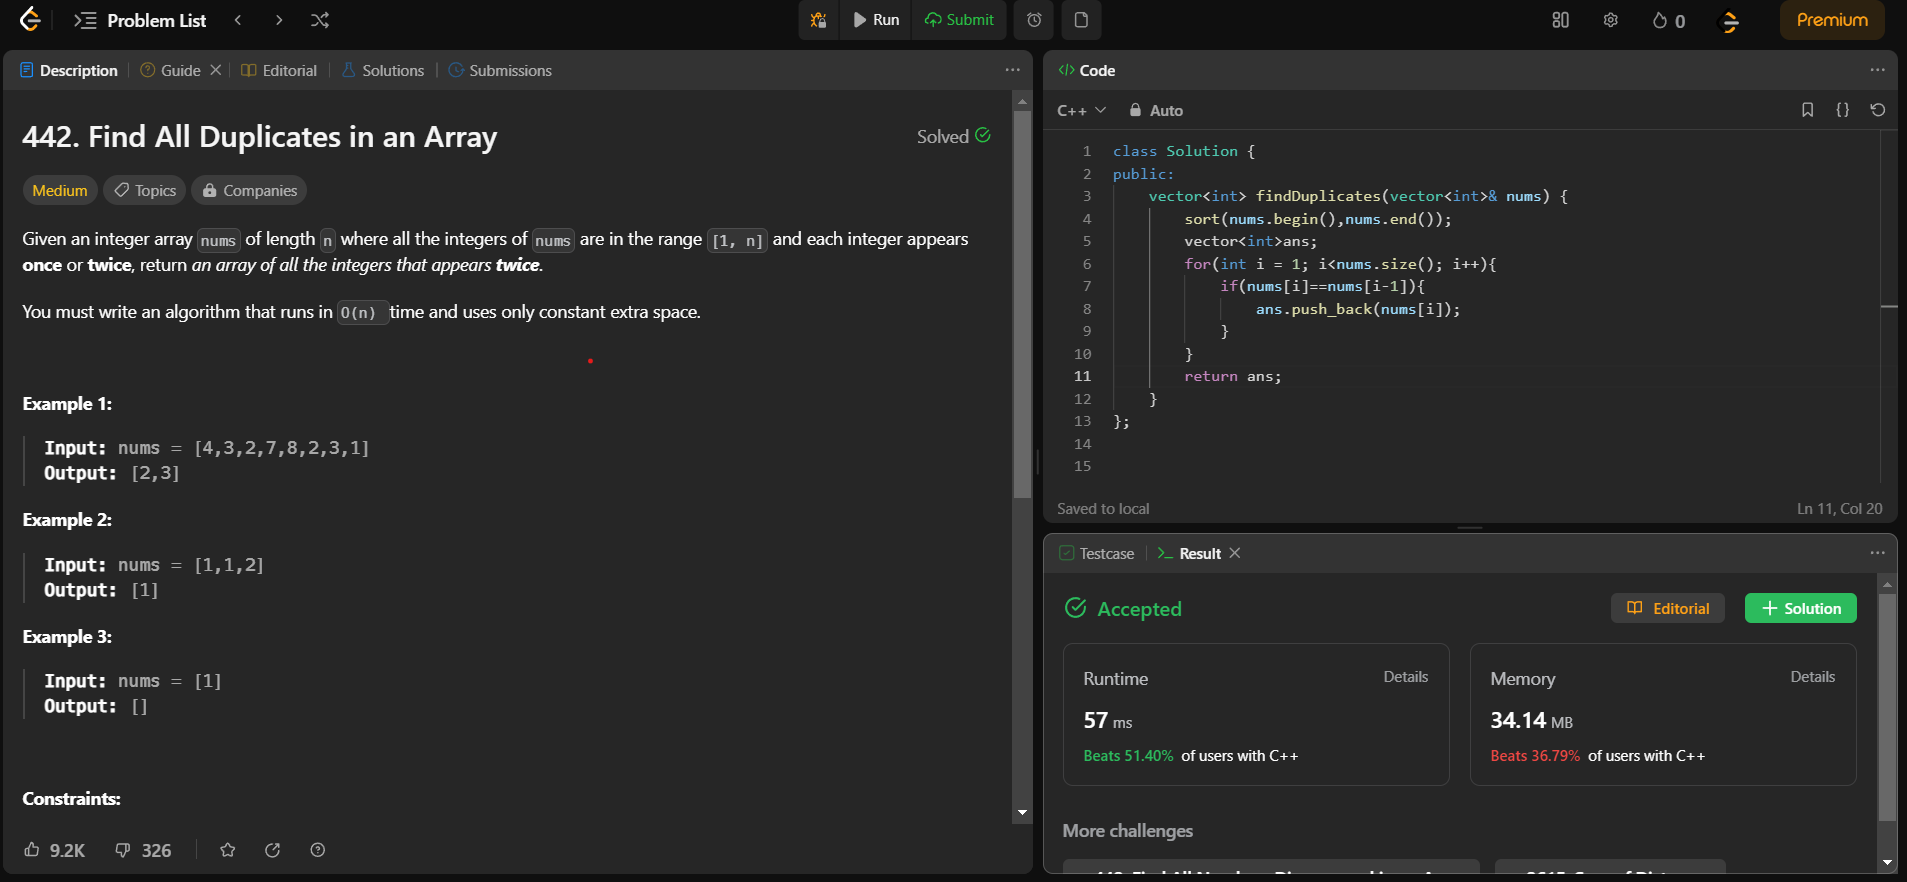 Problem List
Run
Submit
0
Premium
Description
Guide
Editorial
Solutions
Submissions
442. Find All Duplicates in an Array
Solved
Medium
Topics
Companies
Given an integer array nums of length n where all the integers of nums are in the range [1, n] and each integer appears
once or twice, return an array of all the integers that appears twice.
You must write an algorithm that runs in O(n) time and uses only constant extra space.
Example 1:
Input: nums = [4,3,2,7,8,2,3,1]
Output: [2,3]
Example 2:
Input: nums = [1,1,2]
Output: [1]
Example 3:
Input: nums = [1]
Output: []
Constraints:
9.2K
326
Code
C++
Auto
1 class Solution {
2 public:
3 vector<int> findDuplicates(vector<int>& nums) {
4 sort(nums.begin(),nums.end());
5 vector<int>ans;
6 for(int i = 1; i<nums.size(); i++){
7 if(nums[i]==nums[i-1]){
8 ans.push_back(nums[i]);
9 }
10 }
11 return ans;
12 }
13 };
14
15
Saved to local
Ln 11, Col 20
Testcase
Result
Accepted
Editorial
Solution
Runtime
Details
57 ms
Beats 51.40% of users with C++
Memory
Details
34.14 MB
Beats 36.79% of users with C++
More challenges